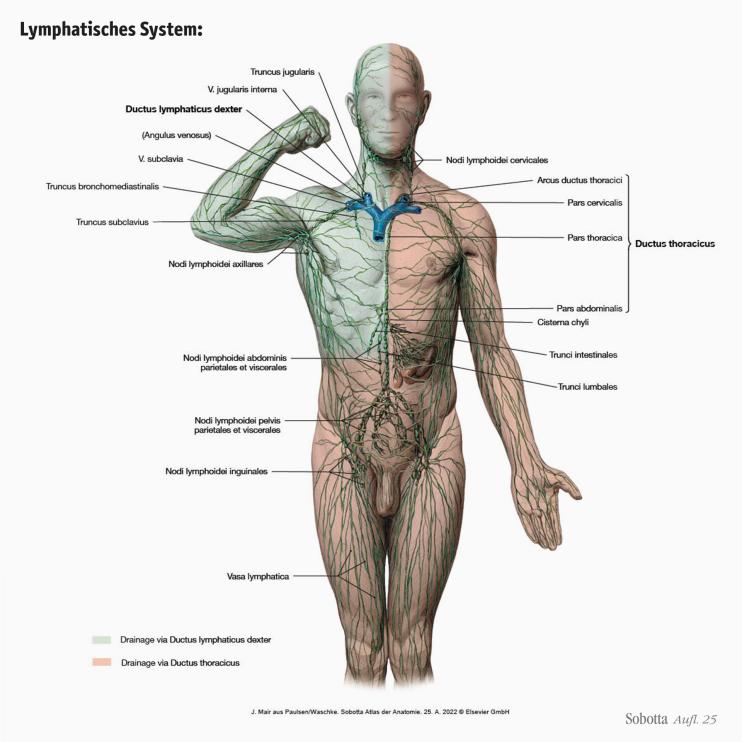 Lymphatisches System:
Truncus jugularis
V. jugularis interna
Ductus lymphaticus dexter
(Angulus venosus)
V. subclavia
Truncus bronchomediastinalis
Truncus subclavius
Nodi lymphoidei axillares
Nodi lymphoidei abdominis
parietales et viscerales
Nodi lymphoidei pelvis
parietales et viscerales
Nodi lymphoidei inguinales
Vasa lymphatica
Nodi lymphoidei cervicales
Arcus ductus thoracici
Pars cervicalis
Pars thoracica
Ductus thoracicus
Pars abdominalis
Cisterna chyli
Trunci intestinales
Trunci lumbales
Drainage via Ductus lymphaticus dexter
Drainage via Ductus thoracicus
J. Mair aus Paulsen/Waschke. Sobotta Atlas der Anatomie. 25. A. 2022 © Elsevier GmbH
Sobotta Aufl. 25